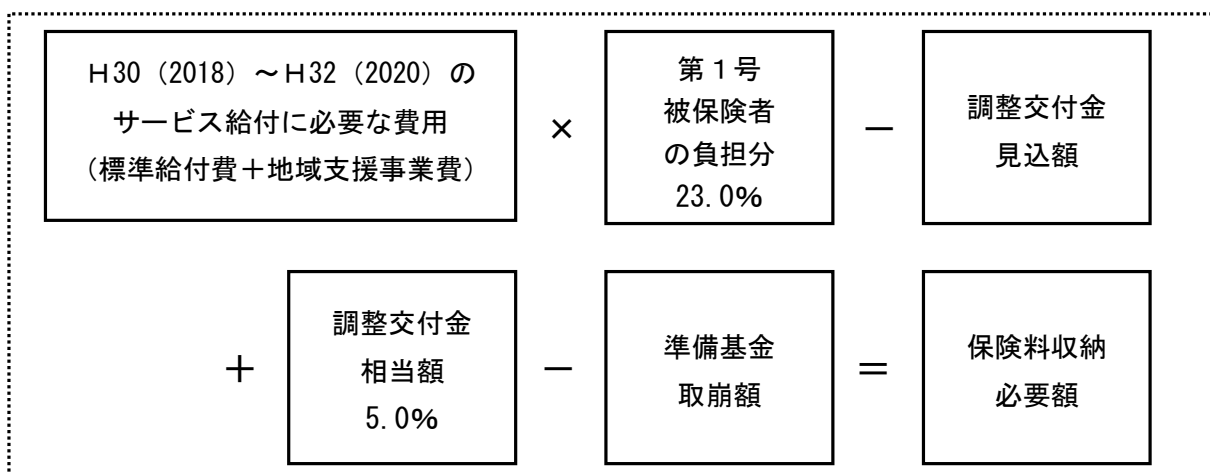 H30（2018）～H32（2020）の
サービス給付に必要な費用
（標準給付費＋地域支援事業費）
×
第１号
被保険者
の負担分
23.0%
－
調整交付金
見込額
＋
調整交付金
相当額
5.0%
－
準備基金
取崩額
＝
保険料収納
必要額